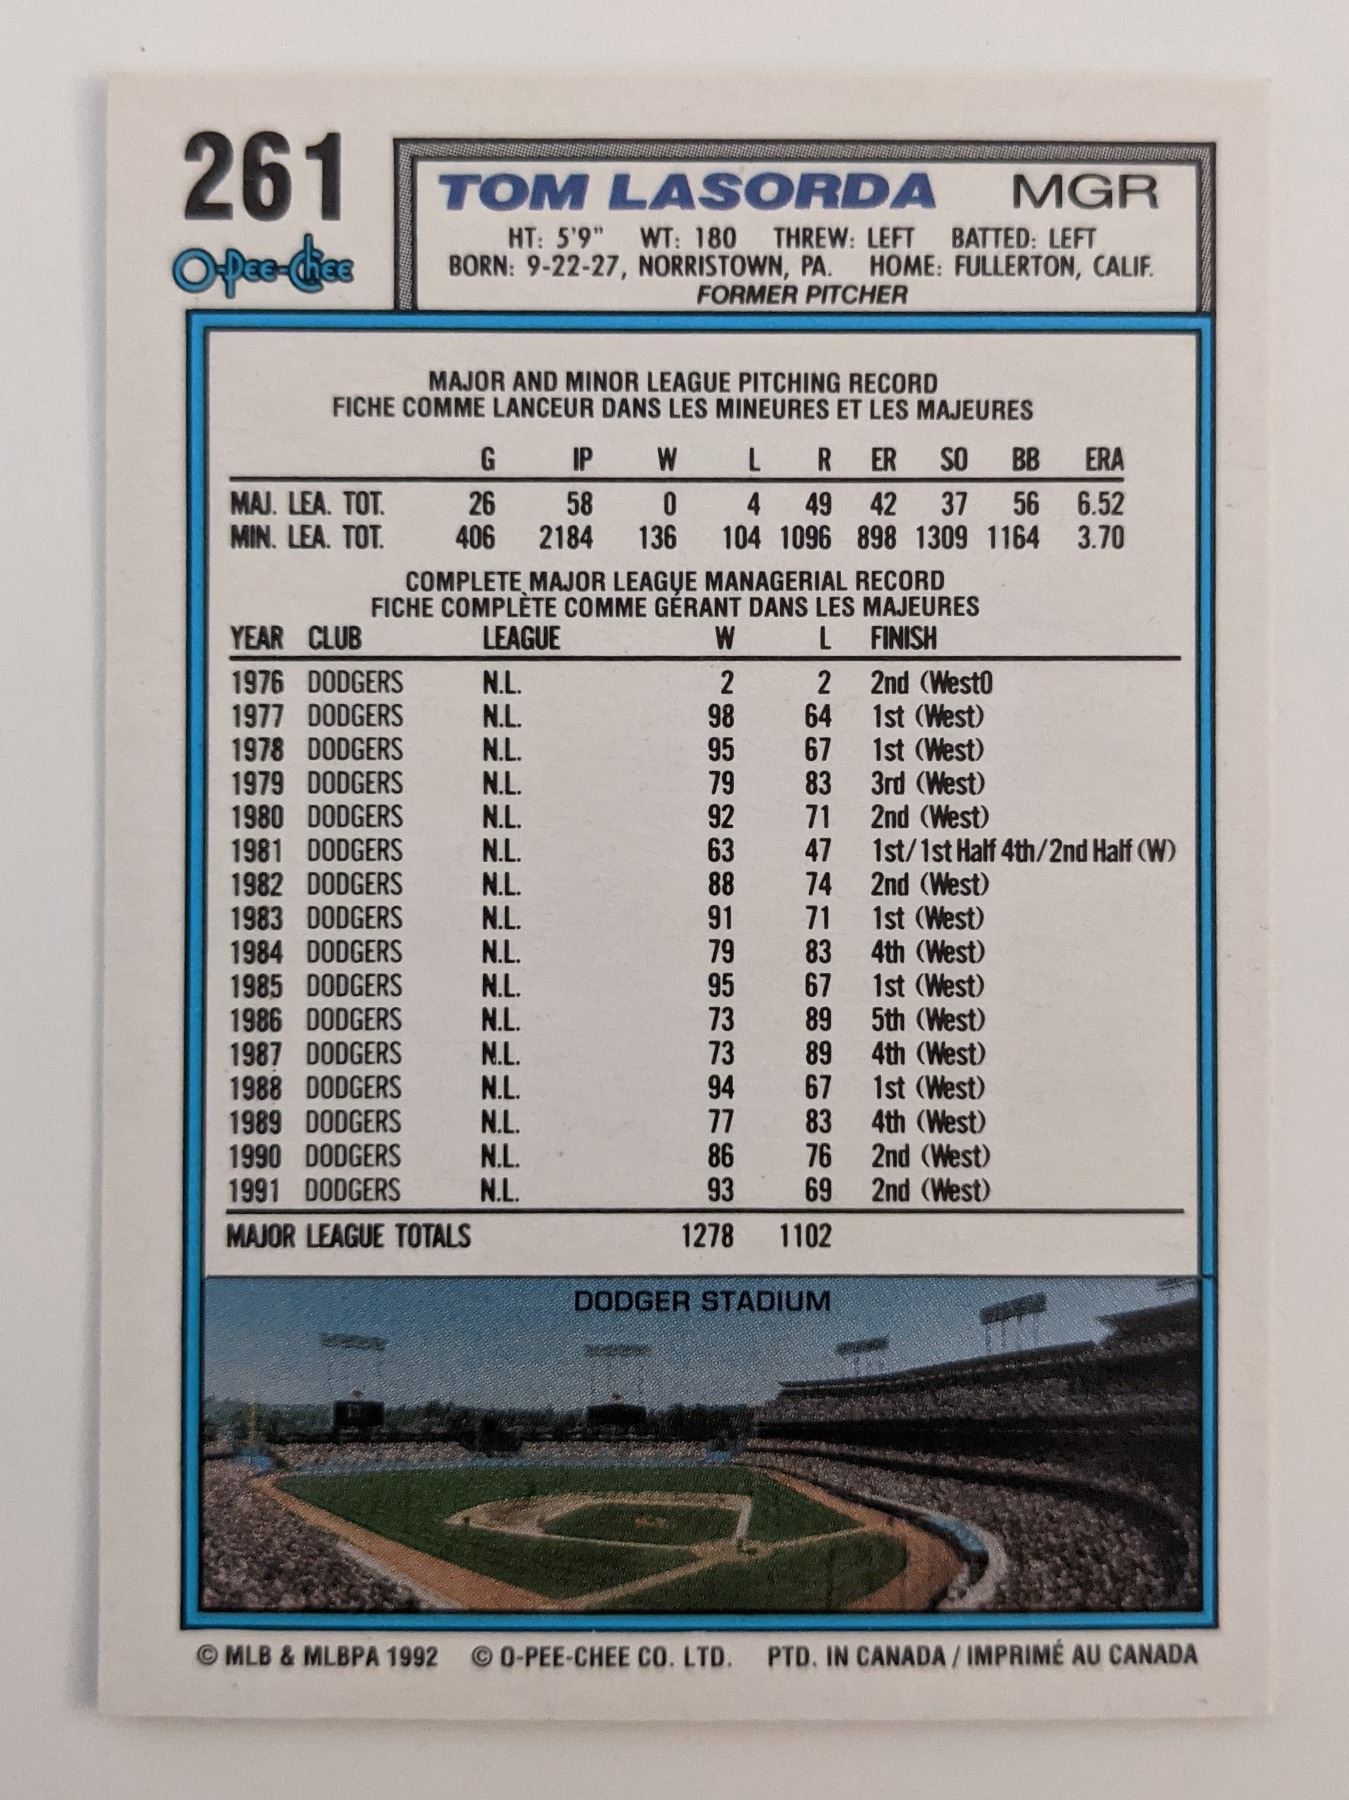 261
O-Pee-Chee
TOM LASORDA MGR
HT: 5'9" WT: 180 THREW: LEFT BATTED: LEFT
BORN: 9-22-27, NORRISTOWN, PA. HOME: FULLERTON, CALIF.
FORMER PITCHER
MAJOR AND MINOR LEAGUE PITCHING RECORD
FICHE COMME LANCEUR DANS LES MINEURES ET LES MAJEURES
G IP W L R ER SO BB ERA
MAJ. LEA. TOT. 26 58 0 4 49 42 37 56 6.52
MIN. LEA. TOT. 406 2184 136 104 1096 898 1309 1164 3.70
COMPLETE MAJOR LEAGUE MANAGERIAL RECORD
FICHE COMPLÈTE COMME GÉRANT DANS LES MAJEURES
YEAR CLUB LEAGUE W L FINISH
1976 DODGERS N.L. 2 2 2nd (West0
1977 DODGERS N.L. 98 64 1st (West)
1978 DODGERS N.L. 95 67 1st (West)
1979 DODGERS N.L. 79 83 3rd (West)
1980 DODGERS N.L. 92 71 2nd (West)
1981 DODGERS N.L. 63 47 1st/1st Half 4th/2nd Half (W)
1982 DODGERS N.L. 88 74 2nd (West)
1983 DODGERS N.L. 91 71 1st (West)
1984 DODGERS N.L. 79 83 4th (West)
1985 DODGERS N.L. 95 67 1st (West)
1986 DODGERS N.L. 73 89 5th (West)
1987 DODGERS N.L. 73 89 4th (West)
1988 DODGERS N.L. 94 67 1st (West)
1989 DODGERS N.L. 77 83 4th (West)
1990 DODGERS N.L. 86 76 2nd (West)
1991 DODGERS N.L. 93 69 2nd (West)
MAJOR LEAGUE TOTALS 1278 1102
DODGER STADIUM
© MLB & MLBPA 1992 © O-PEE-CHEE CO. LTD. PTD. IN CANADA / IMPRIMÉ AU CANADA